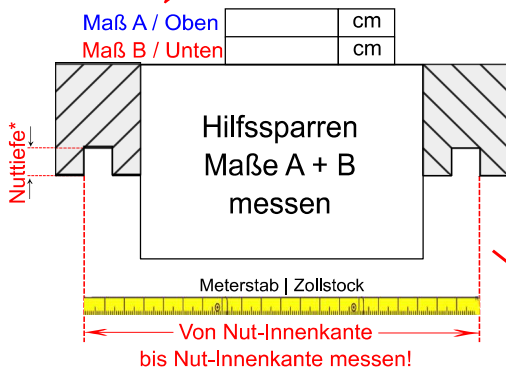 Maß A / Oben cm
Maß B / Unten cm
Nuttiefe*
Hilfssparren
Maße A + B
messen
Meterstab | Zollstock
Von Nut-Innenkante
bis Nut-Innenkante messen!